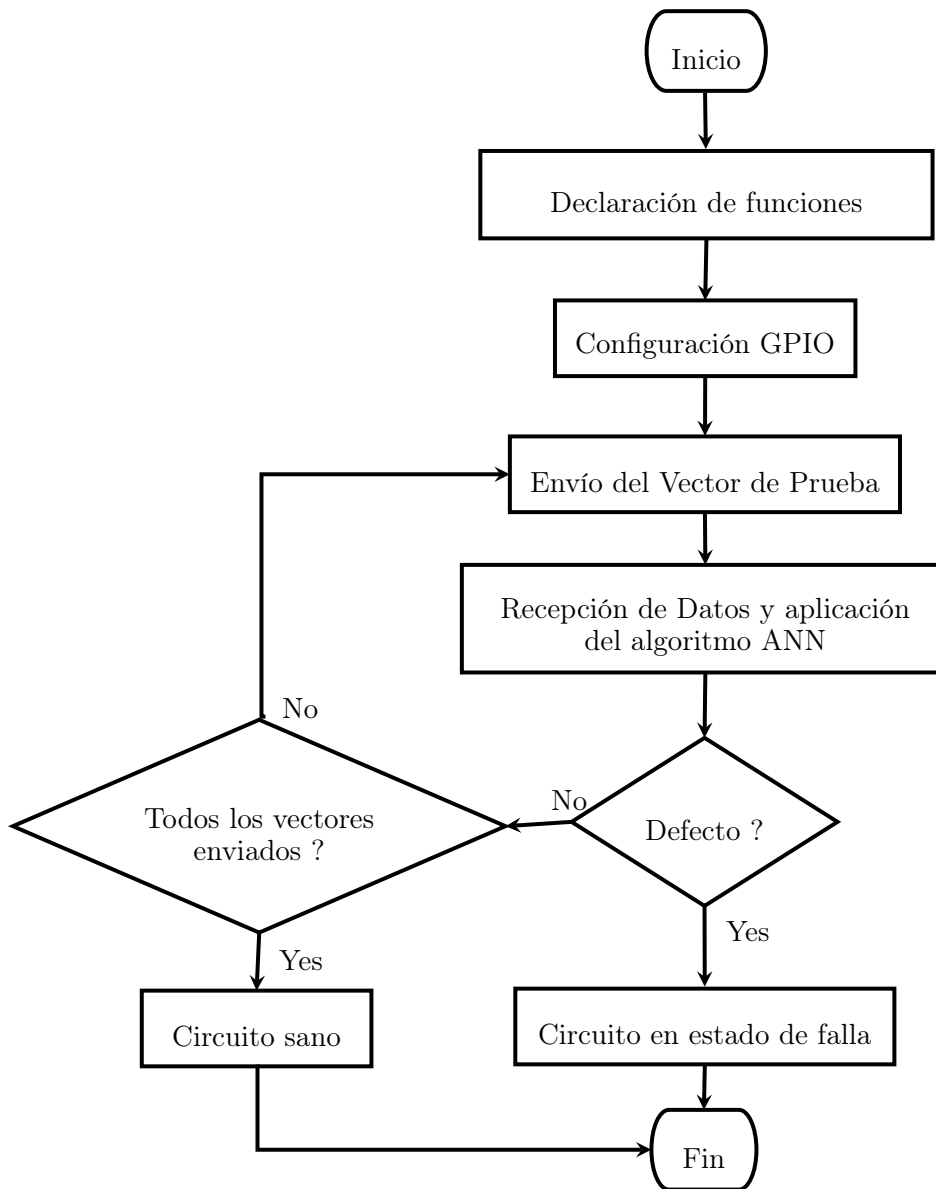 Inicio
Declaración de funciones
Configuración GPIO
Envío del Vector de Prueba
Recepción de Datos y aplicación
del algoritmo ANN
No
No
Todos los vectores
enviados ?
Defecto ?
Yes
Yes
Circuito sano
Circuito en estado de falla
Fin